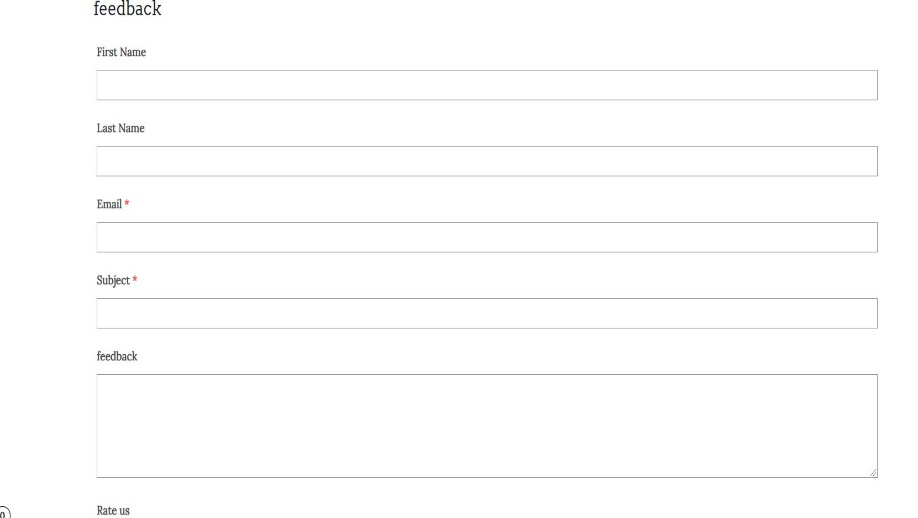 feedback
First Name
Last Name
Email *
Subject *
feedback
Rate us